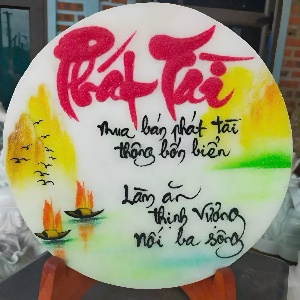 Phát Tài
mua bán phát tài
thông bốn biển
Làm ăn
thịnh vượng
nối ba sông